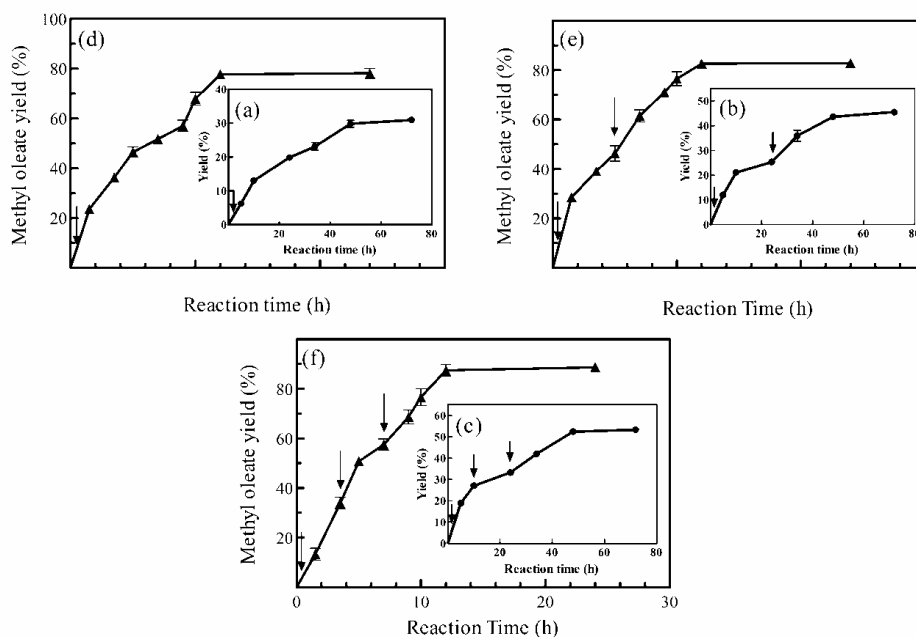 (d)
Methyl oleate yield (%)
100
80
60
40
20
Reaction time (h)
(a)
Yield (%)
40
30
20
10
0
0 20 40 60 80
Reaction time (h)
(e)
Methyl oleate yield (%)
80
60
40
20
Reaction Time (h)
(b)
Yield (%)
50
40
30
20
10
0
0 20 40 60 80
Reaction time (h)
(f)
Methyl oleate yield (%)
80
60
40
20
0 10 20 30
Reaction Time (h)
(c)
Yield (%)
60
50
40
30
20
10
0
0 20 40 60 80
Reaction time (h)